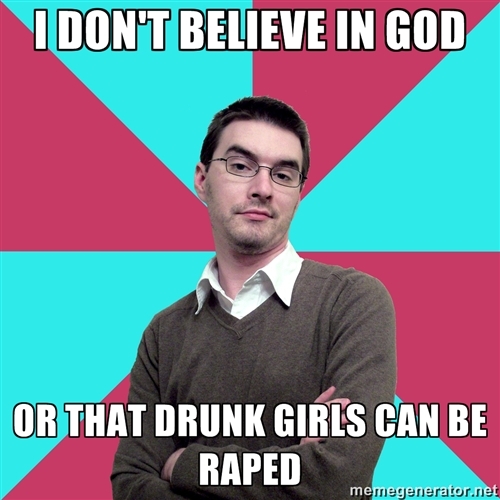 I DON'T BELIEVE IN GOD
OR THAT DRUNK GIRLS CAN BE
RAPED
memegenerator.net